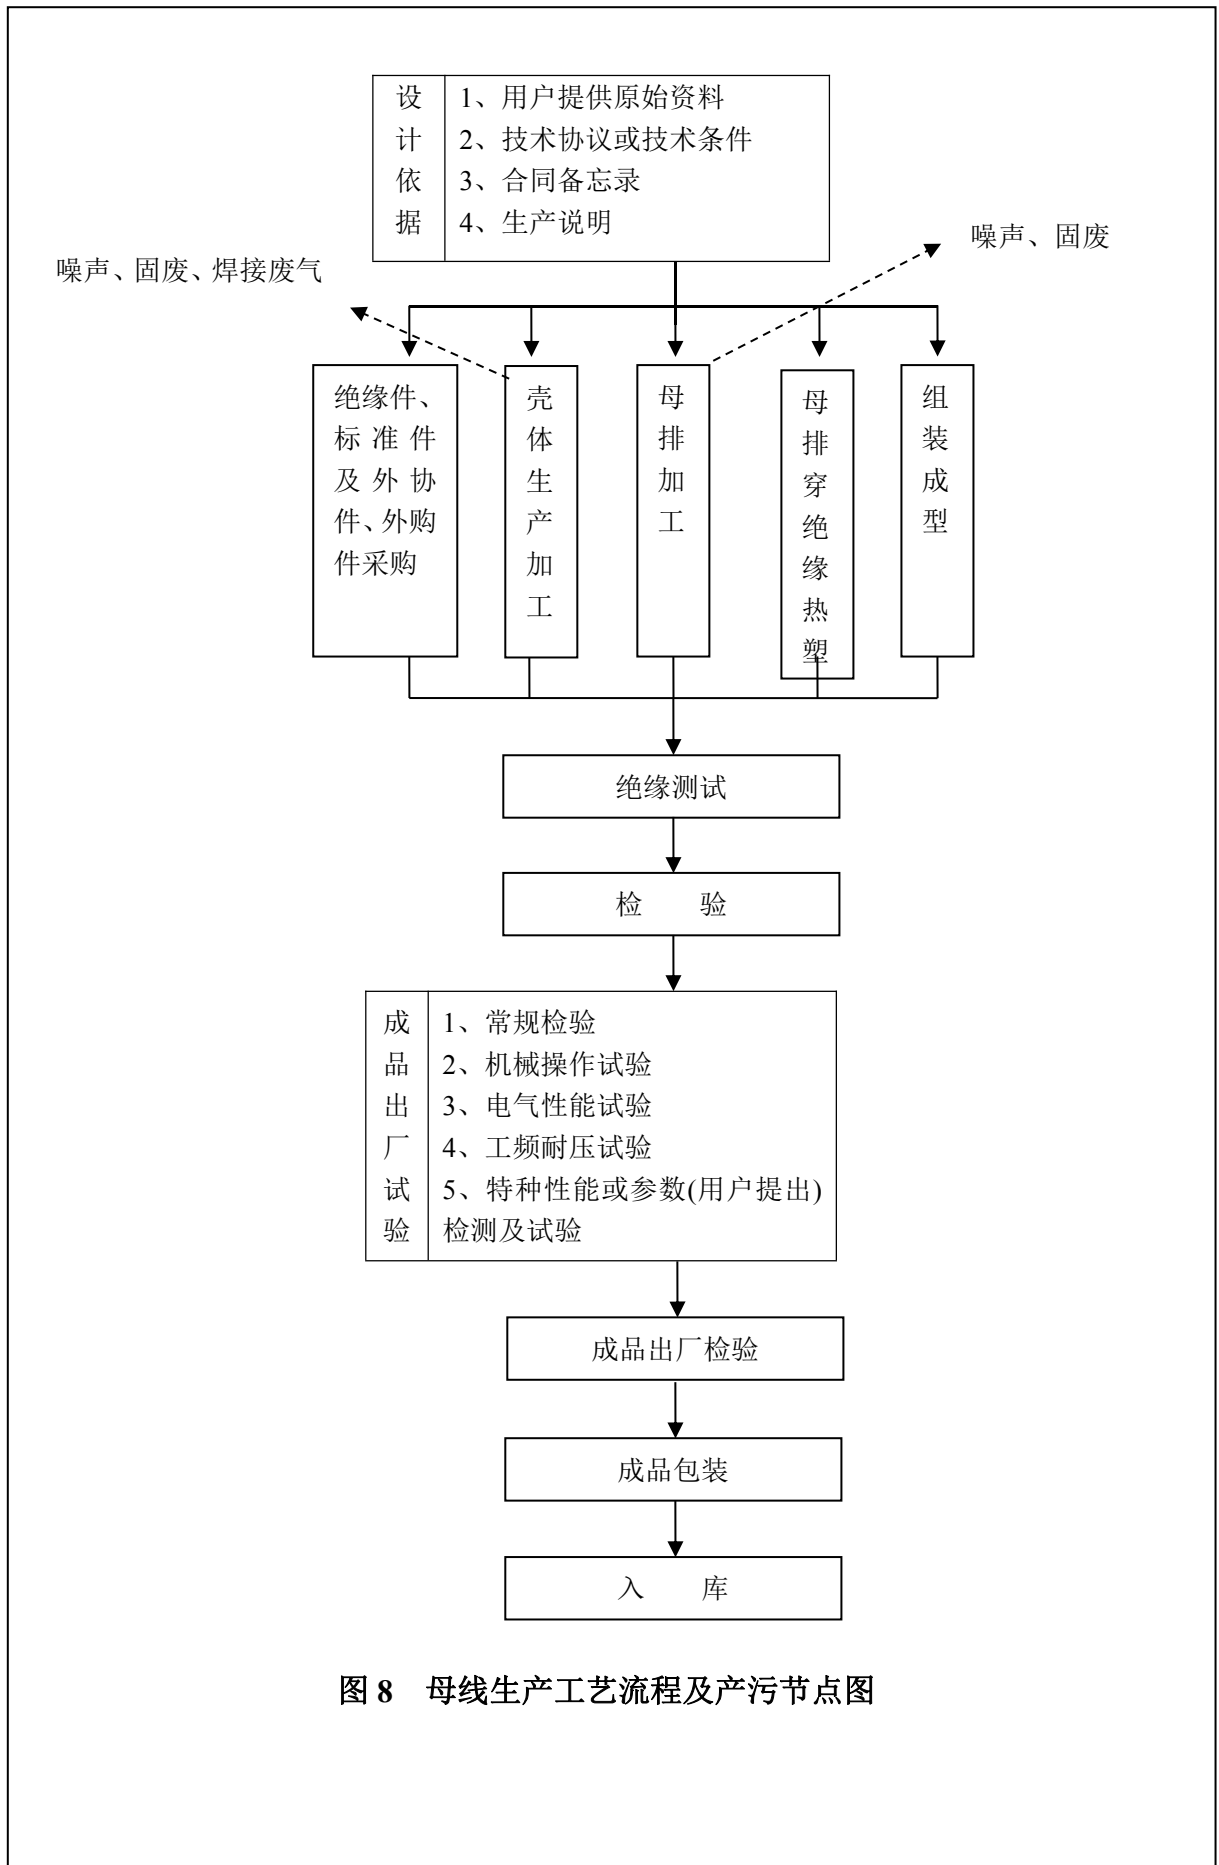 设计依据
1、用户提供原始资料
2、技术协议或技术条件
3、合同备忘录
4、生产说明
噪声、固废
噪声、固废、焊接废气
绝缘件、
标准件
及外协
件、外购
件采购
壳体生产加工
母排加工
母排穿绝缘热塑
组装成型
绝缘测试
检 验
成品出厂试验
1、常规检验
2、机械操作试验
3、电气性能试验
4、工频耐压试验
5、特种性能或参数(用户提出)
检测及试验
成品出厂检验
成品包装
入 库
图 8 母线生产工艺流程及产污节点图